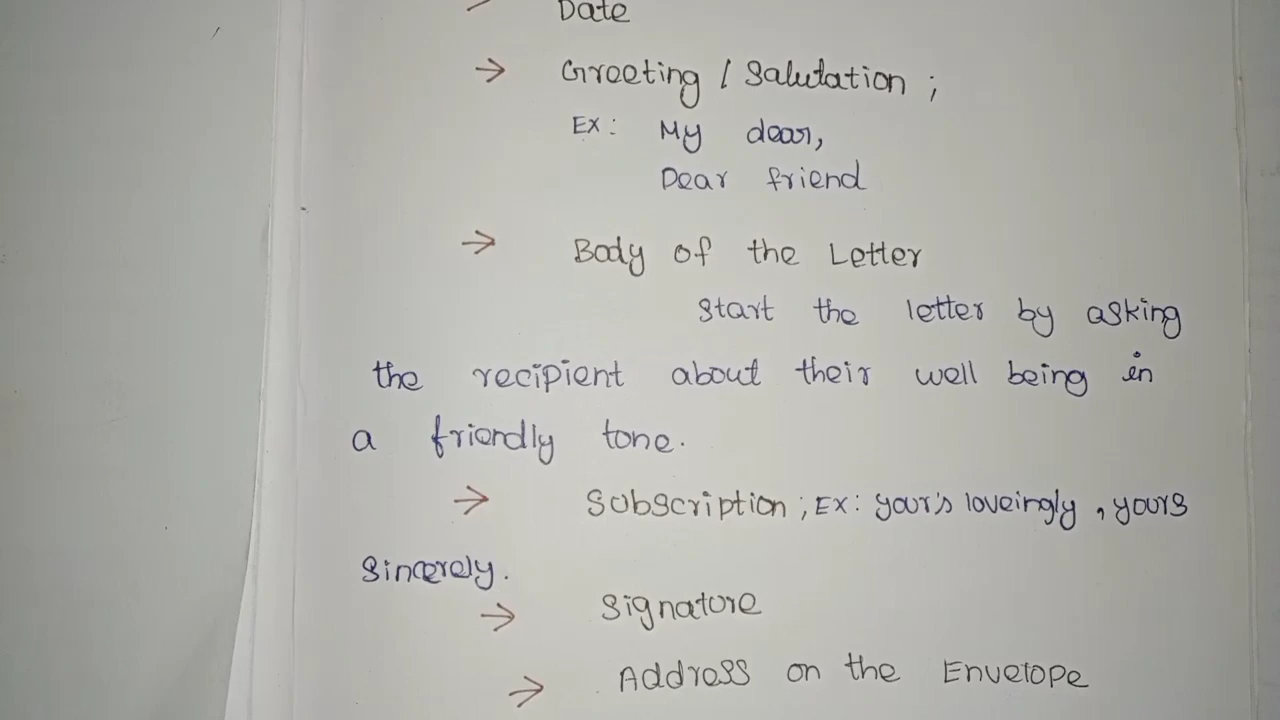 → Date
→ Greeting / Salutation ;
Ex : My dear,
Dear friend
→ Body of the Letter
start the letter by asking
the recipient about their well being in
a friendly tone.
→ Subscription ; Ex : your's loveingly , yours
sincerely.
→ Signature
→ Address on the Envelope